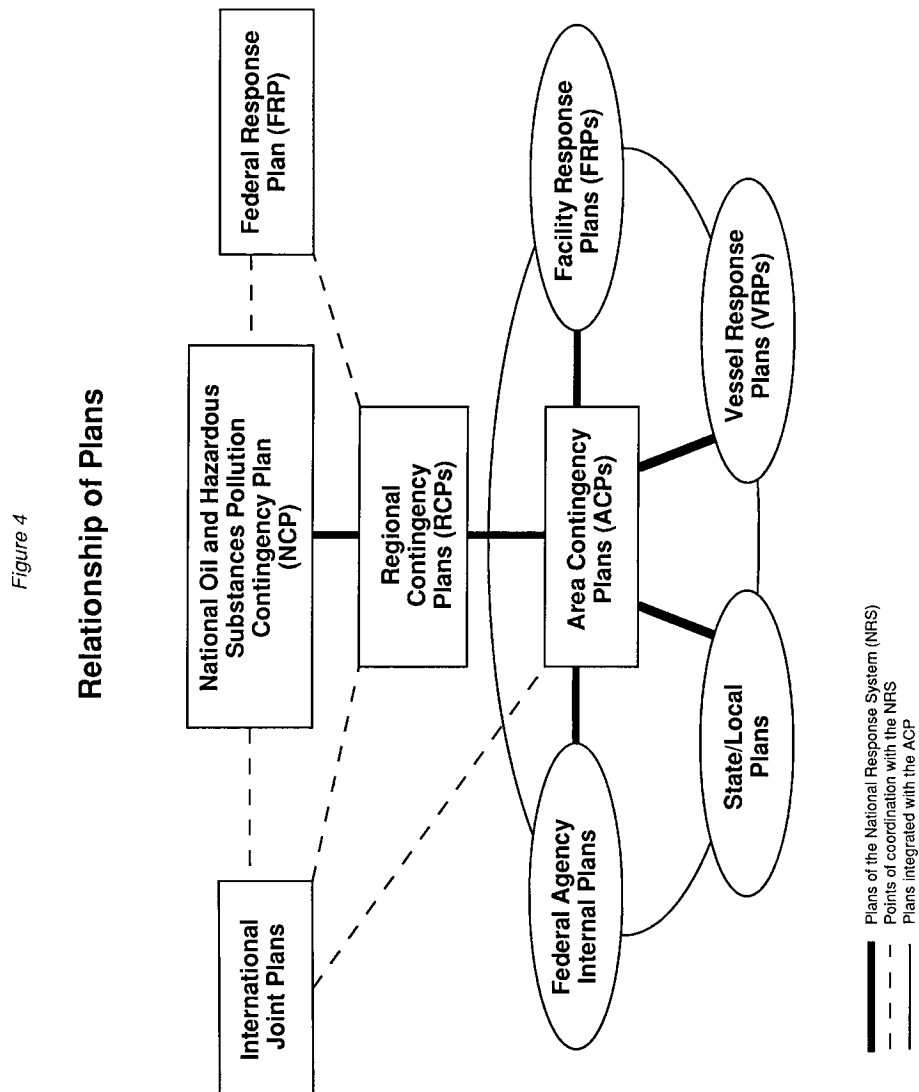 Figure 4
Relationship of Plans
International
Joint Plans
National Oil and Hazardous
Substances Pollution
Contingency Plan
(NCP)
Federal Response
Plan (FRP)
Regional
Contingency
Plans (RCPs)
Area Contingency
Plans (ACPs)
Federal Agency
Internal Plans
Facility Response
Plans (FRPs)
State/Local
Plans
Vessel Response
Plans (VRPs)
Plans of the National Response System (NRS)
Points of coordination with the NRS
Plans integrated with the ACP